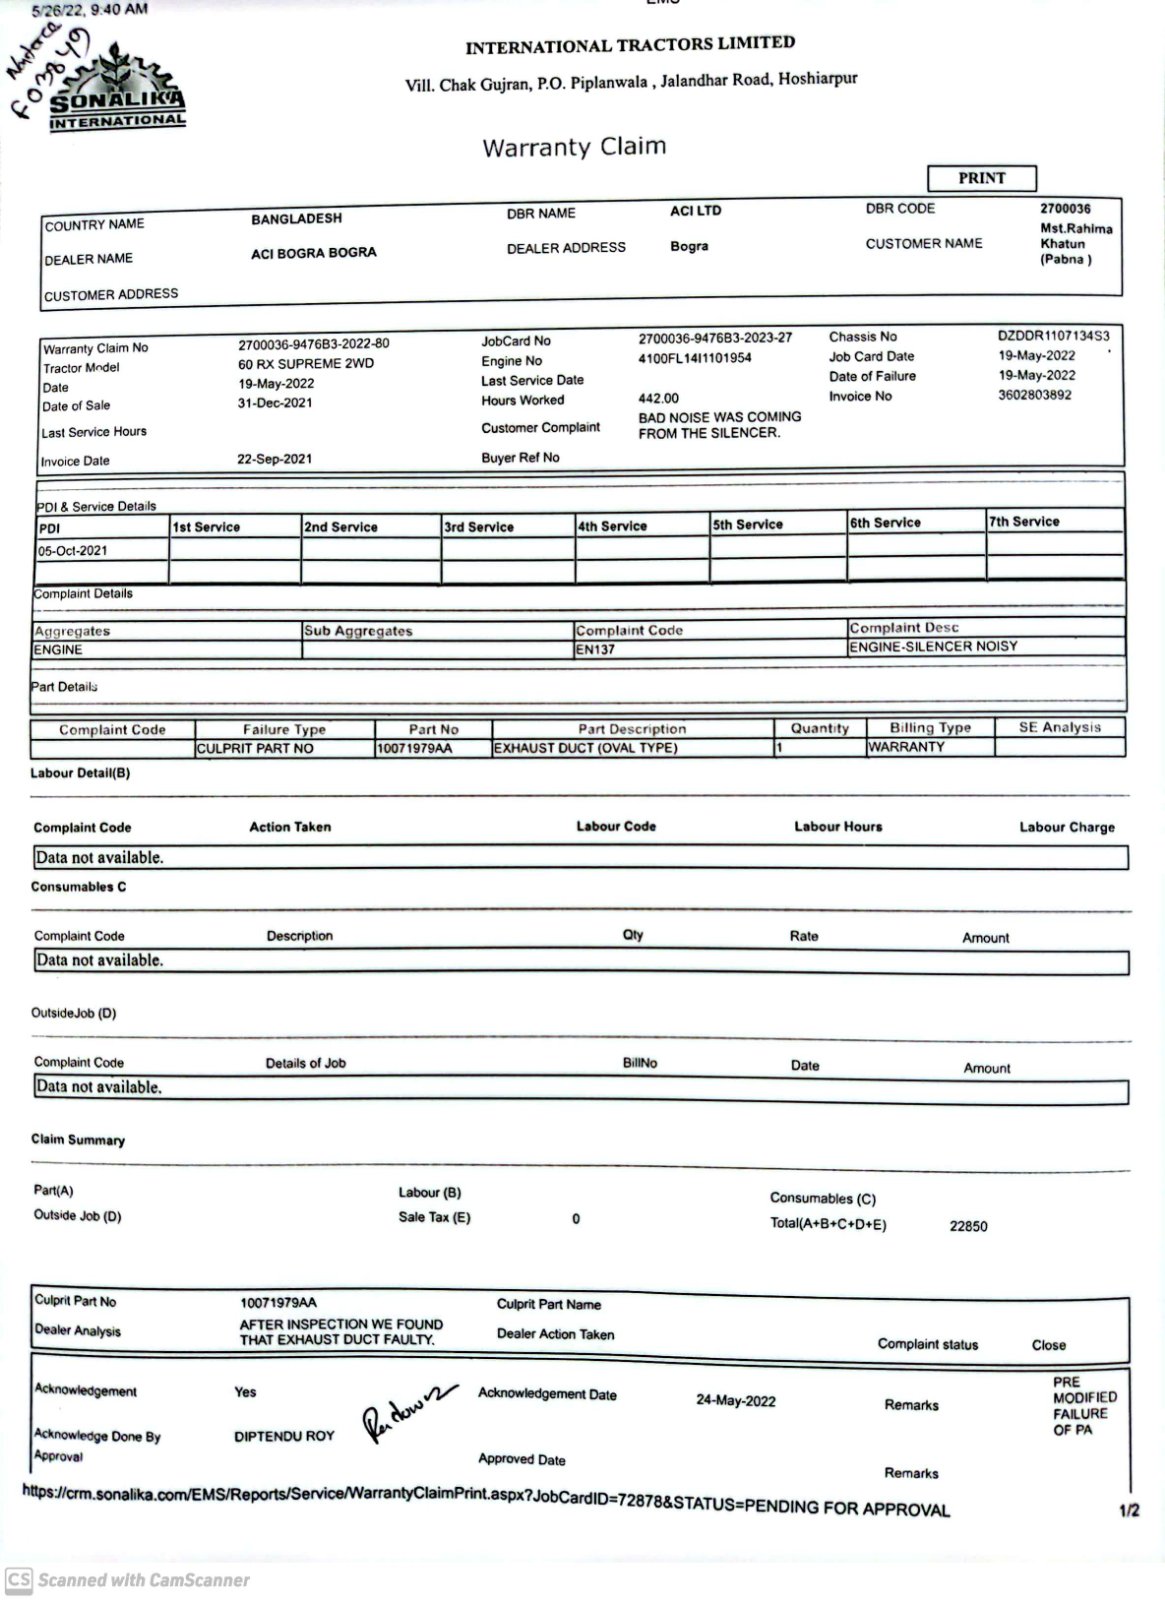 5/26/22, 9:40 AM
EMS
F03849
SONALIKA
INTERNATIONAL
INTERNATIONAL TRACTORS LIMITED
Vill. Chak Gujran, P.O. Piplanwala , Jalandhar Road, Hoshiarpur
Warranty Claim
PRINT
COUNTRY NAME BANGLADESH DBR NAME ACI LTD DBR CODE 2700036
DEALER NAME ACI BOGRA BOGRA DEALER ADDRESS Bogra CUSTOMER NAME Mst.Rahima Khatun (Pabna )
CUSTOMER ADDRESS
Warranty Claim No 2700036-9476B3-2022-80 JobCard No 2700036-9476B3-2023-27 Chassis No DZDDR1107134S3
Tractor Model 60 RX SUPREME 2WD Engine No 4100FL14I1101954 Job Card Date 19-May-2022
Date 19-May-2022 Last Service Date Date of Failure 19-May-2022
Date of Sale 31-Dec-2021 Hours Worked 442.00 Invoice No 3602803892
Last Service Hours Customer Complaint BAD NOISE WAS COMING FROM THE SILENCER.
Invoice Date 22-Sep-2021 Buyer Ref No
PDI & Service Details
PDI 1st Service 2nd Service 3rd Service 4th Service 5th Service 6th Service 7th Service
05-Oct-2021
Complaint Details
Aggregates Sub Aggregates Complaint Code Complaint Desc
ENGINE EN137 ENGINE-SILENCER NOISY
Part Details
Complaint Code Failure Type Part No Part Description Quantity Billing Type SE Analysis
CULPRIT PART NO 10071979AA EXHAUST DUCT (OVAL TYPE) 1 WARRANTY
Labour Detail(B)
Complaint Code Action Taken Labour Code Labour Hours Labour Charge
Data not available.
Consumables C
Complaint Code Description Qty Rate Amount
Data not available.
OutsideJob (D)
Complaint Code Details of Job BillNo Date Amount
Data not available.
Claim Summary
Part(A) Labour (B) Consumables (C)
Outside Job (D) Sale Tax (E) 0 Total(A+B+C+D+E) 22850
Culprit Part No 10071979AA Culprit Part Name
Dealer Analysis AFTER INSPECTION WE FOUND THAT EXHAUST DUCT FAULTY. Dealer Action Taken Complaint status Close
Acknowledgement Yes Acknowledgement Date 24-May-2022 Remarks PRE MODIFIED FAILURE OF PA
Acknowledge Done By DIPTENDU ROY
Approval Approved Date Remarks
https://crm.sonalika.com/EMS/Reports/Service/WarrantyClaimPrint.aspx?JobCardID=72878&STATUS=PENDING FOR APPROVAL 1/2
CS Scanned with CamScanner